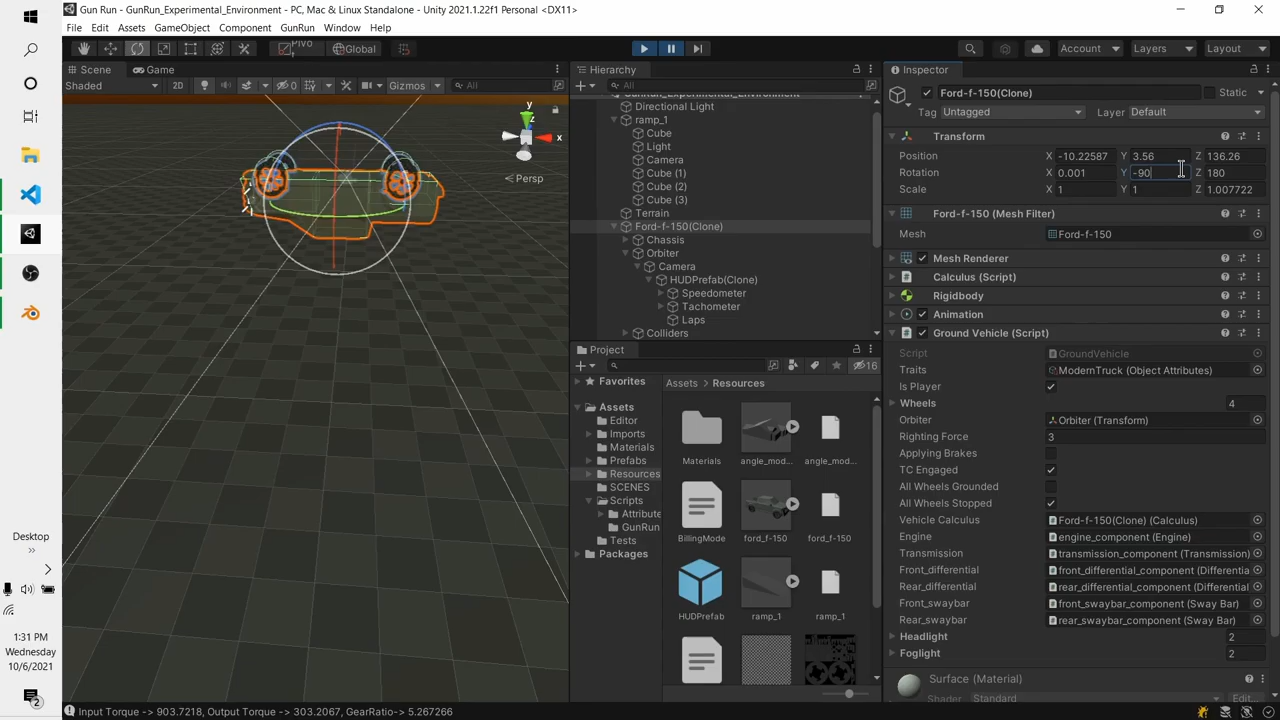 Gun Run - GunRun_Experimental_Environment - PC, Mac & Linux Standalone - Unity 2021.1.22f1 Personal <DX11>
File Edit Assets GameObject Component GunRun Window Help
Global Account Layers Layout
Scene Game
Shaded 2D 0 Gizmos All
y
x
z
Persp
Hierarchy
All
GunRun_Experimental_Environment
Directional Light
ramp_1
Cube
Light
Camera
Cube (1)
Cube (2)
Cube (3)
Terrain
Ford-f-150(Clone)
Chassis
Orbiter
Camera
HUDPrefab(Clone)
Speedometer
Tachometer
Laps
Colliders
Project
16
Favorites
Assets
Editor
Imports
Materials
Prefabs
Resources
SCENES
Scripts
Attribute
GunRun
Tests
Packages
Assets > Resources
Materials
angle_mod...
angle_mod...
BillingMode
ford_f-150
ford_f-150
HUDPrefab
ramp_1
ramp_1
Inspector
Ford-f-150(Clone) Static
Tag Untagged Layer Default
Transform
Position X -10.22587 Y 3.56 Z 136.26
Rotation X 0.001 Y -90 Z 180
Scale X 1 Y 1 Z 1.007722
Ford-f-150 (Mesh Filter)
Mesh Ford-f-150
Mesh Renderer
Calculus (Script)
Rigidbody
Animation
Ground Vehicle (Script)
Script GroundVehicle
Traits ModernTruck (Object Attributes)
Is Player
Wheels 4
Orbiter Orbiter (Transform)
Righting Force 3
Applying Brakes
TC Engaged
All Wheels Grounded
All Wheels Stopped
Vehicle Calculus Ford-f-150(Clone) (Calculus)
Engine engine_component (Engine)
Transmission transmission_component (Transmission)
Front_differential front_differential_component (Differentia
Rear_differential rear_differential_component (Differential
Front_swaybar front_swaybar_component (Sway Bar)
Rear_swaybar rear_swaybar_component (Sway Bar)
Headlight 2
Foglight 2
Surface (Material)
Shader Standard
Desktop
1:31 PM
Wednesday
10/6/2021
2
Input Torque -> 903.7218, Output Torque -> 303.2067, GearRatio-> 5.267266